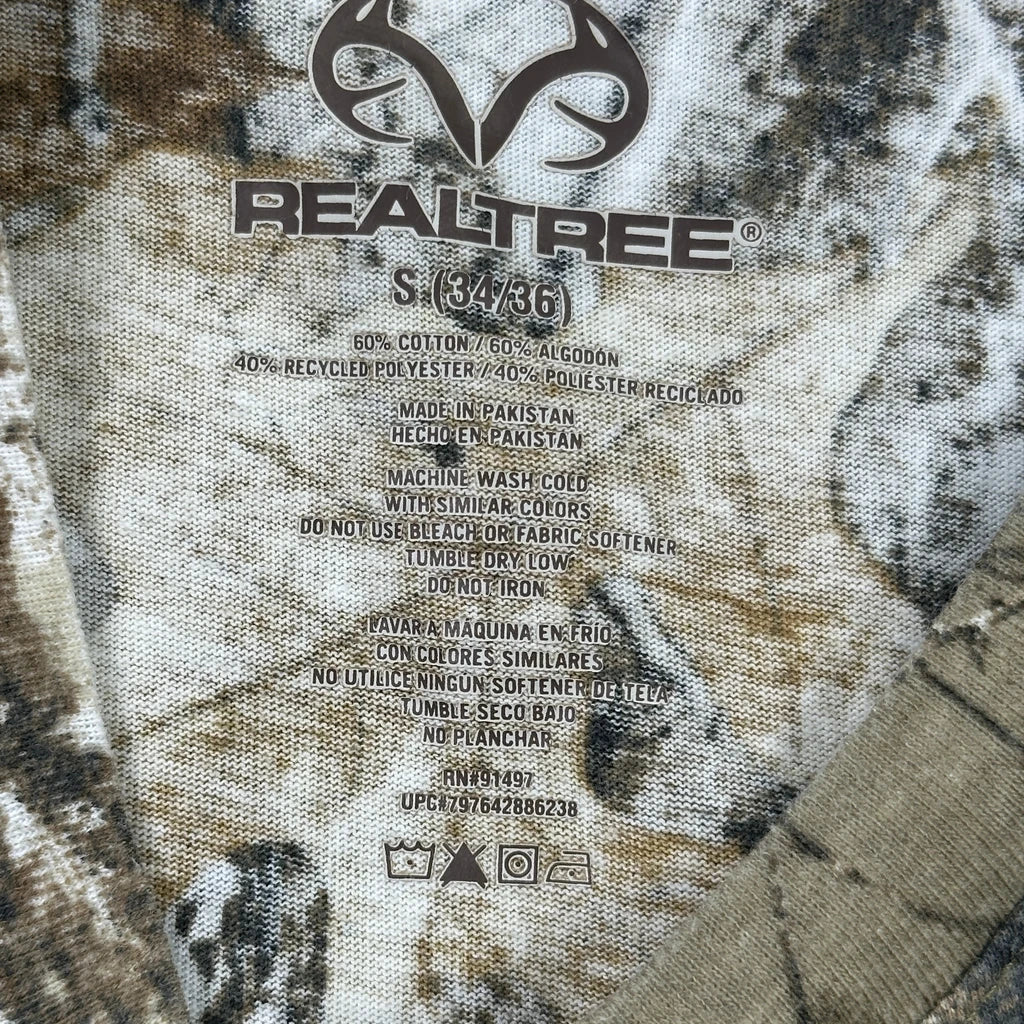 REALTREE®
S (34/36)
60% COTTON / 60% ALGODÓN
40% RECYCLED POLYESTER / 40% POLIÉSTER RECICLADO
MADE IN PAKISTAN
HECHO EN PAKISTAN
MACHINE WASH COLD
WITH SIMILAR COLORS
DO NOT USE BLEACH OR FABRIC SOFTENER
TUMBLE DRY LOW
DO NOT IRON
LAVAR A MÁQUINA EN FRÍO
CON COLORES SIMILARES
NO UTILICE NINGÚN SOFTENER DE TELA
TUMBLE SECO BAJO
NO PLANCHAR
RN#91497
UPC#797642886238